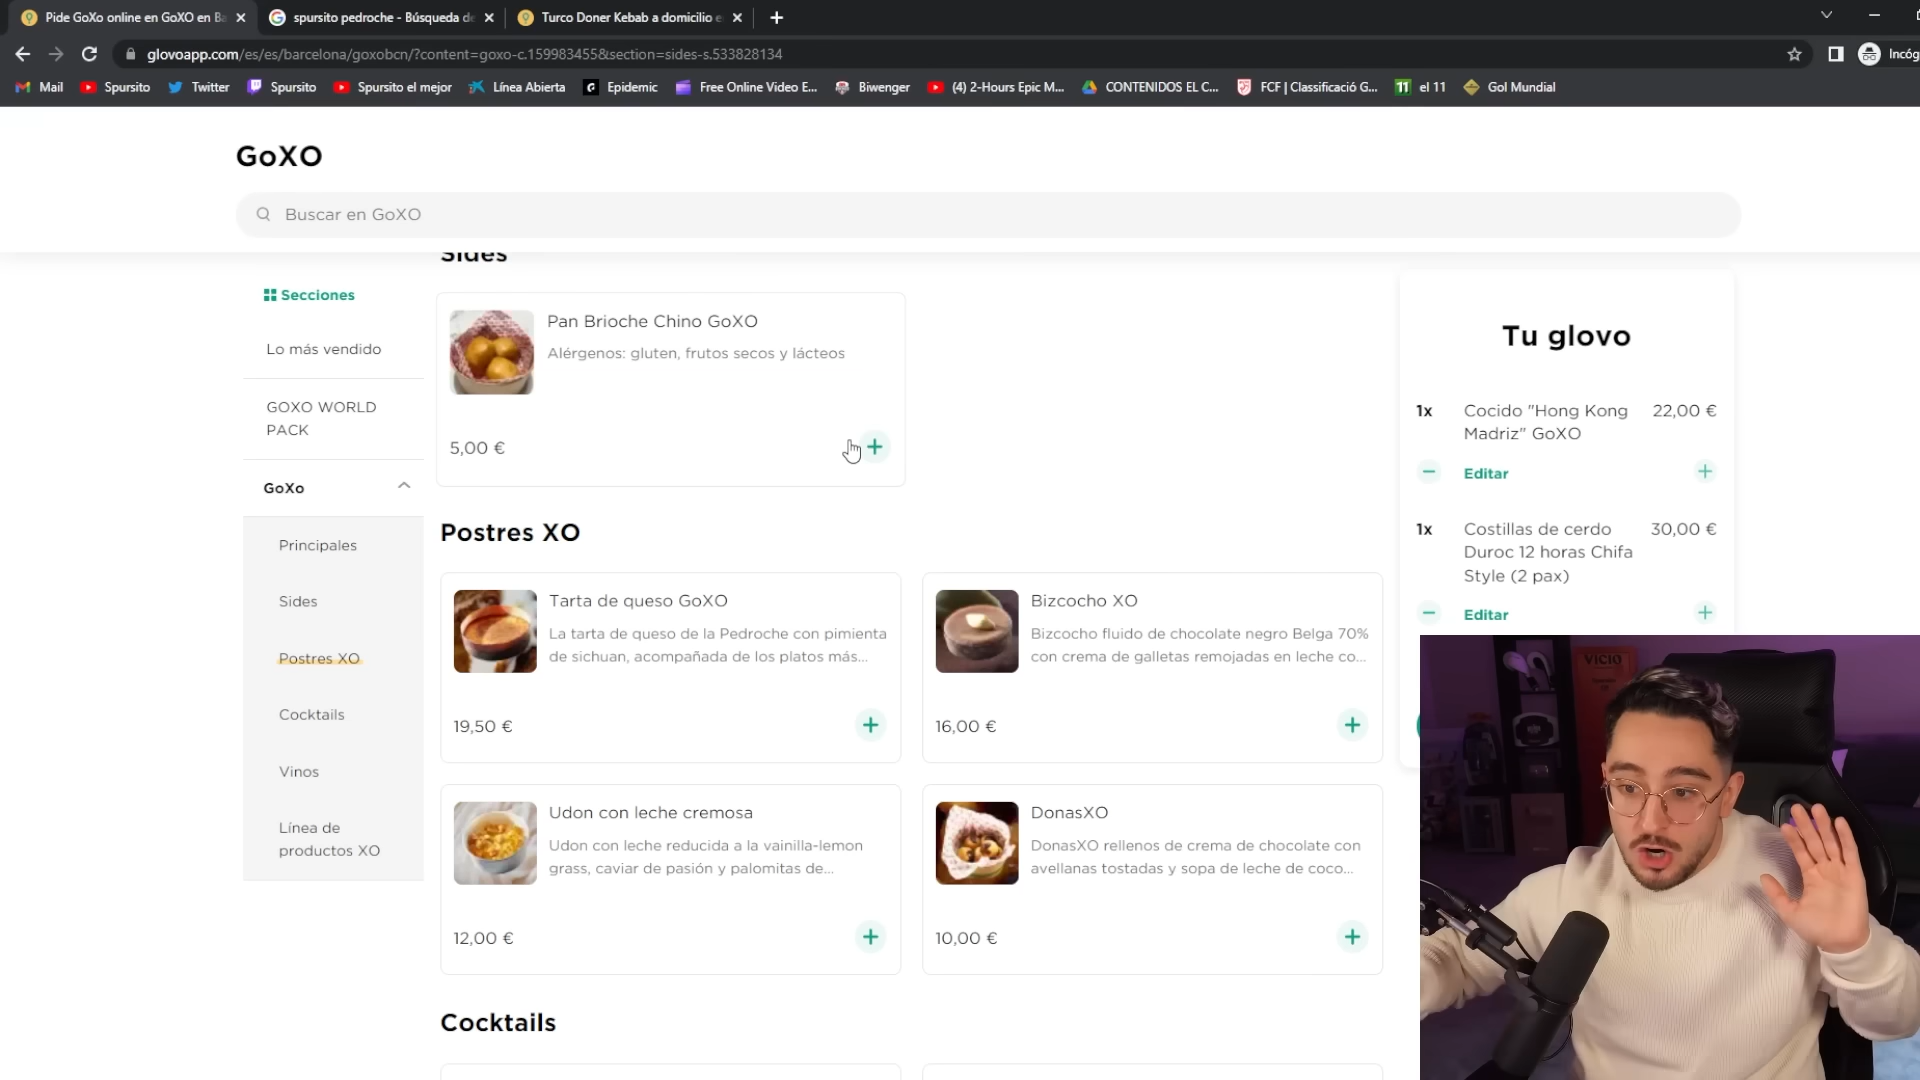 Pide GoXo online en GoXO en Ba
spursito pedroche - Búsqueda de
Turco Doner Kebab a domicilio e
glovoapp.com/es/es/barcelona/goxobcn/?content=goxo-c.159983455&section=sides-s.533828134
Incóg
Mail
Spursito
Twitter
Spursito
Spursito el mejor
Línea Abierta
Epidemic
Free Online Video E...
Biwenger
(4) 2-Hours Epic M...
CONTENIDOS EL C...
FCF | Classificació G...
11 el 11
Gol Mundial
GoXO
Buscar en GoXO
Secciones
Lo más vendido
GOXO WORLD
PACK
GoXo
Principales
Sides
Postres XO
Cocktails
Vinos
Línea de
productos XO
Sides
Pan Brioche Chino GoXO
Alérgenos: gluten, frutos secos y lácteos
5,00 €
Postres XO
Tarta de queso GoXO
La tarta de queso de la Pedroche con pimienta
de sichuan, acompañada de los platos más...
19,50 €
Bizcocho XO
Bizcocho fluido de chocolate negro Belga 70%
con crema de galletas remojadas en leche co...
16,00 €
Udon con leche cremosa
Udon con leche reducida a la vainilla-lemon
grass, caviar de pasión y palomitas de...
12,00 €
DonasXO
DonasXO rellenos de crema de chocolate con
avellanas tostadas y sopa de leche de coco...
10,00 €
Cocktails
Tu glovo
1x Cocido "Hong Kong 22,00 €
Madriz" GoXO
Editar
1x Costillas de cerdo 30,00 €
Duroc 12 horas Chifa
Style (2 pax)
Editar
VICIO